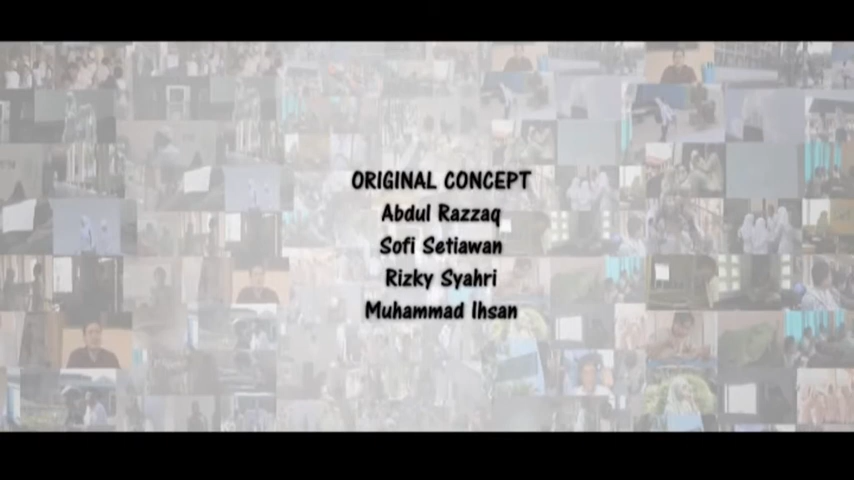 ORIGINAL CONCEPT
Abdul Razzaq
Sofi Setiawan
Rizky Syahri
Muhammad Ihsan